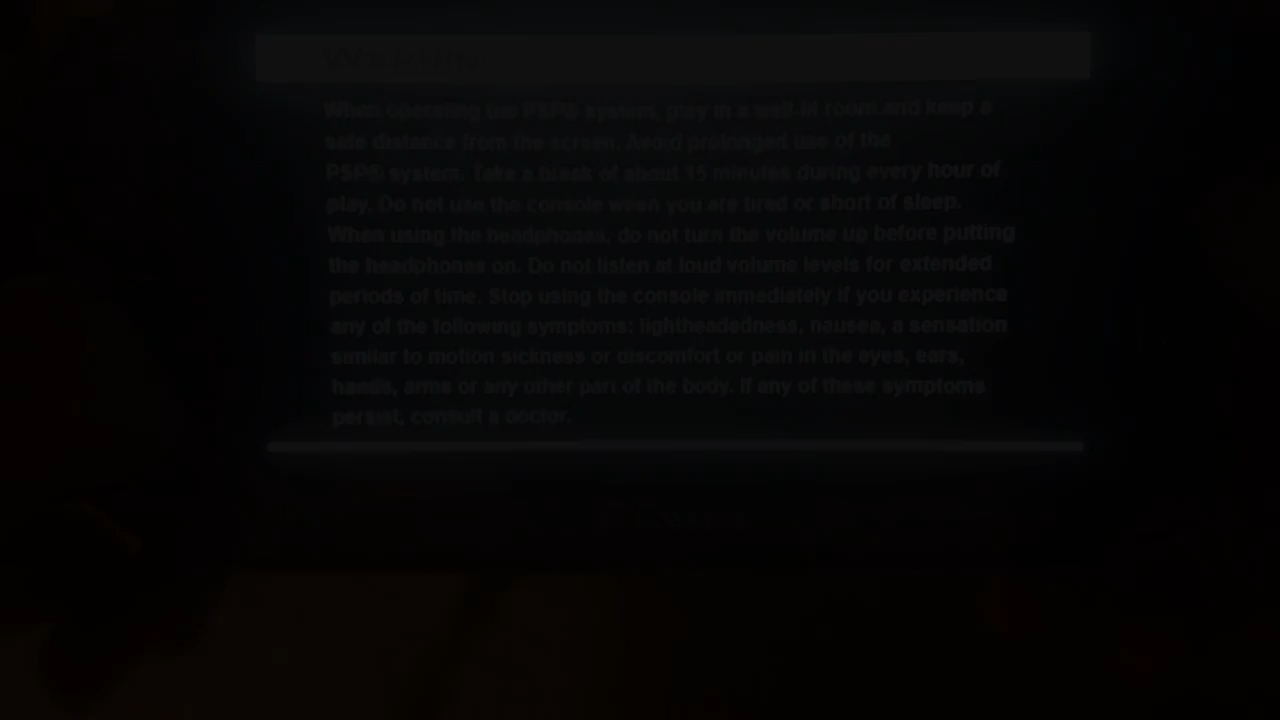 When operating the PSP® system, play in a well-lit room and keep a
safe distance from the screen. Avoid prolonged use of the
PSP® system. Take a break of about 15 minutes during every hour of
play. Do not use the console when you are tired or short of sleep.
When using the headphones, do not turn the volume up before putting
the headphones on. Do not listen at loud volume levels for extended
periods of time. Stop using the console immediately if you experience
any of the following symptoms: lightheadedness, nausea, a sensation
similar to motion sickness or discomfort or pain in the eyes, ears,
hands, arms or any other part of the body. If any of these symptoms
persist, consult a doctor.